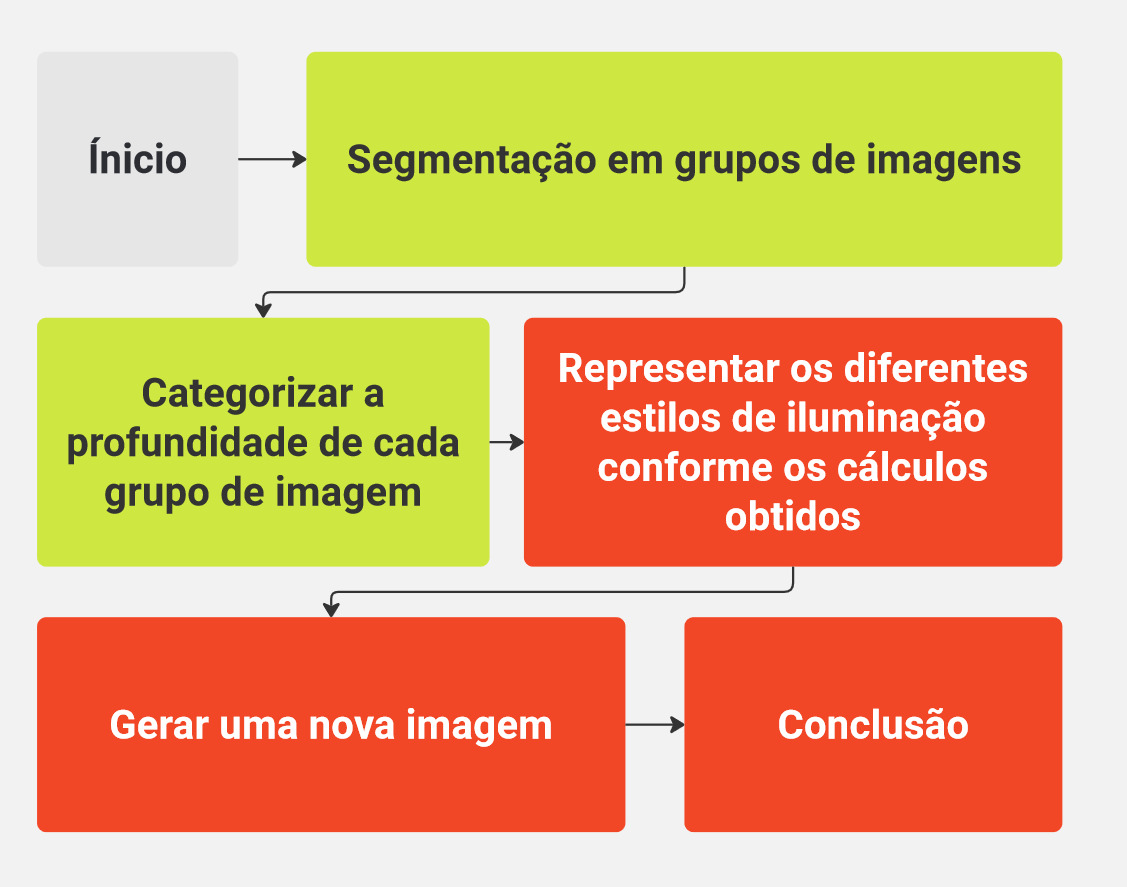 Ínicio
Segmentação em grupos de imagens
Categorizar a
profundidade de cada
grupo de imagem
Representar os diferentes
estilos de iluminação
conforme os cálculos
obtidos
Gerar uma nova imagem
Conclusão